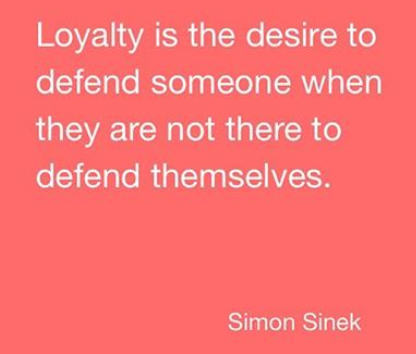 Loyalty is the desire to
defend someone when
they are not there to
defend themselves.
Simon Sinek